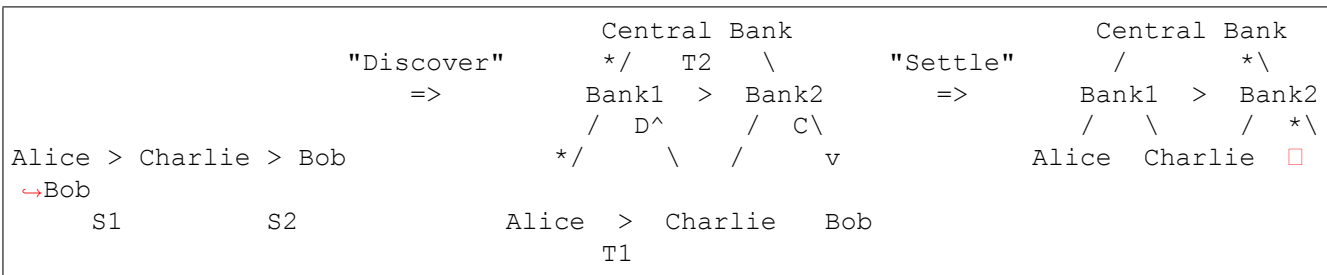 Central Bank                   Central Bank
                     "Discover"      */   T2   \      "Settle"      /       *\
                         =>         Bank1  >  Bank2       =>      Bank1  >  Bank2
                                    /  D^    /  C\                /   \    /  *\
Alice > Charlie > Bob             */     \  /     v            Alice  Charlie  □
↪Bob
     S1         S2             Alice  >  Charlie   Bob
                                     T1